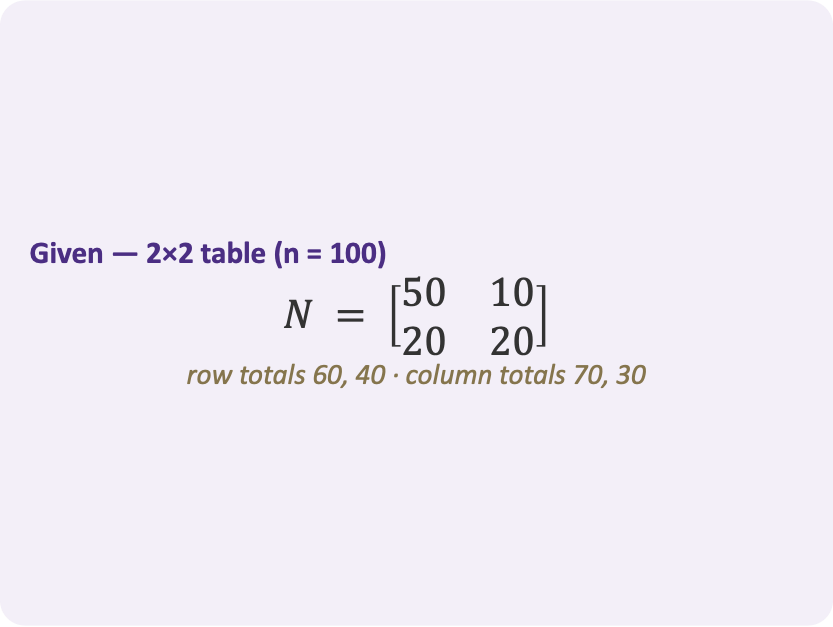 Given — 2×2 table (n = 100)
N = [50 10
20 20]
row totals 60, 40 · column totals 70, 30